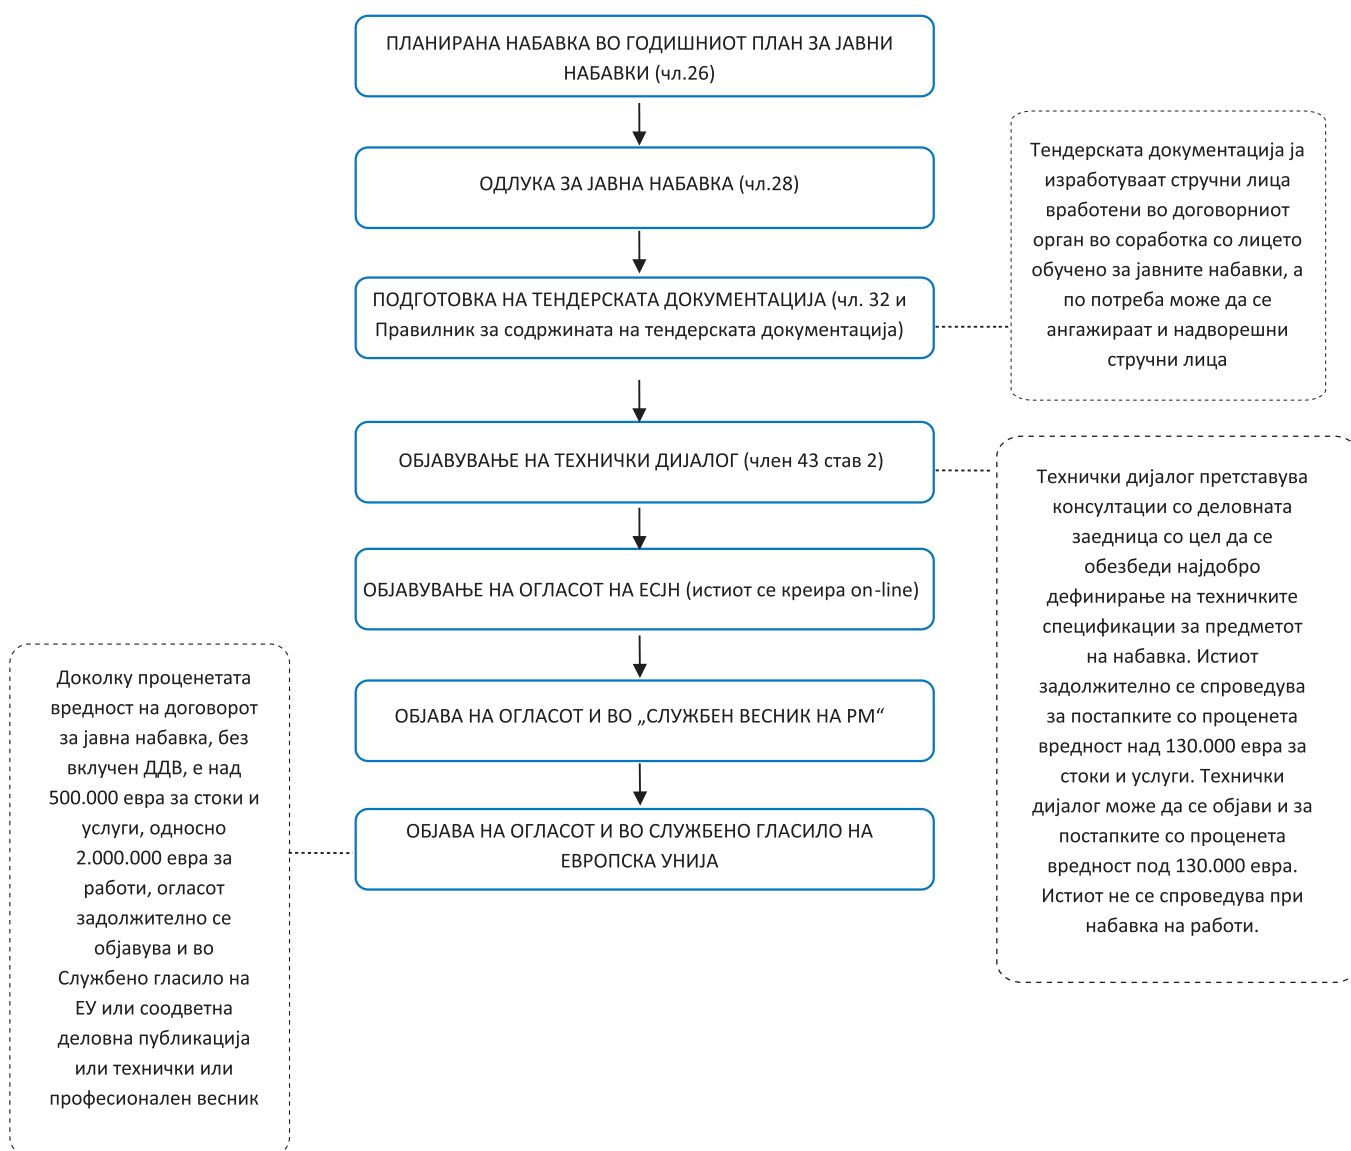 ПЛАНИРАНА НАБАВКА ВО ГОДИШНИОТ ПЛАН ЗА ЈАВНИ
НАБАВКИ (чл.26)
ОДЛУКА ЗА ЈАВНА НАБАВКА (чл.28)
ПОДГОТОВКА НА ТЕНДЕРСКАТА ДОКУМЕНТАЦИЈА (чл. 32 и
Правилник за содржината на тендерската документација)
Тендерската документација ја
изработуваат стручни лица
вработени во договорниот
орган во соработка со лицето
обучено за јавните набавки, а
по потреба може да се
ангажираат и надворешни
стручни лица
ОБЈАВУВАЊЕ НА ТЕХНИЧКИ ДИЈАЛОГ (член 43 став 2)
Технички дијалог претставува
консултации со деловната
заедница со цел да се
обезбеди најдобро
дефинирање на техничките
спецификации за предметот
на набавка. Истиот
задолжително се спроведува
за постапките со проценета
вредност над 130.000 евра за
стоки и услуги. Технички
дијалог може да се објави и за
постапките со проценета
вредност под 130.000 евра.
Истиот не се спроведува при
набавка на работи.
ОБЈАВУВАЊЕ НА ОГЛАСОТ НА ЕСЈН (истиот се креира on-line)
ОБЈАВА НА ОГЛАСОТ И ВО „СЛУЖБЕН ВЕСНИК НА РМ“
ОБЈАВА НА ОГЛАСОТ И ВО СЛУЖБЕНО ГЛАСИЛО НА
ЕВРОПСКА УНИЈА
Доколку проценетата
вредност на договорот
за јавна набавка, без
вклучен ДДВ, е над
500.000 евра за стоки и
услуги, односно
2.000.000 евра за
работи, огласот
задолжително се
објавува и во
Службено гласило на
ЕУ или соодветна
деловна публикација
или технички или
професионален весник